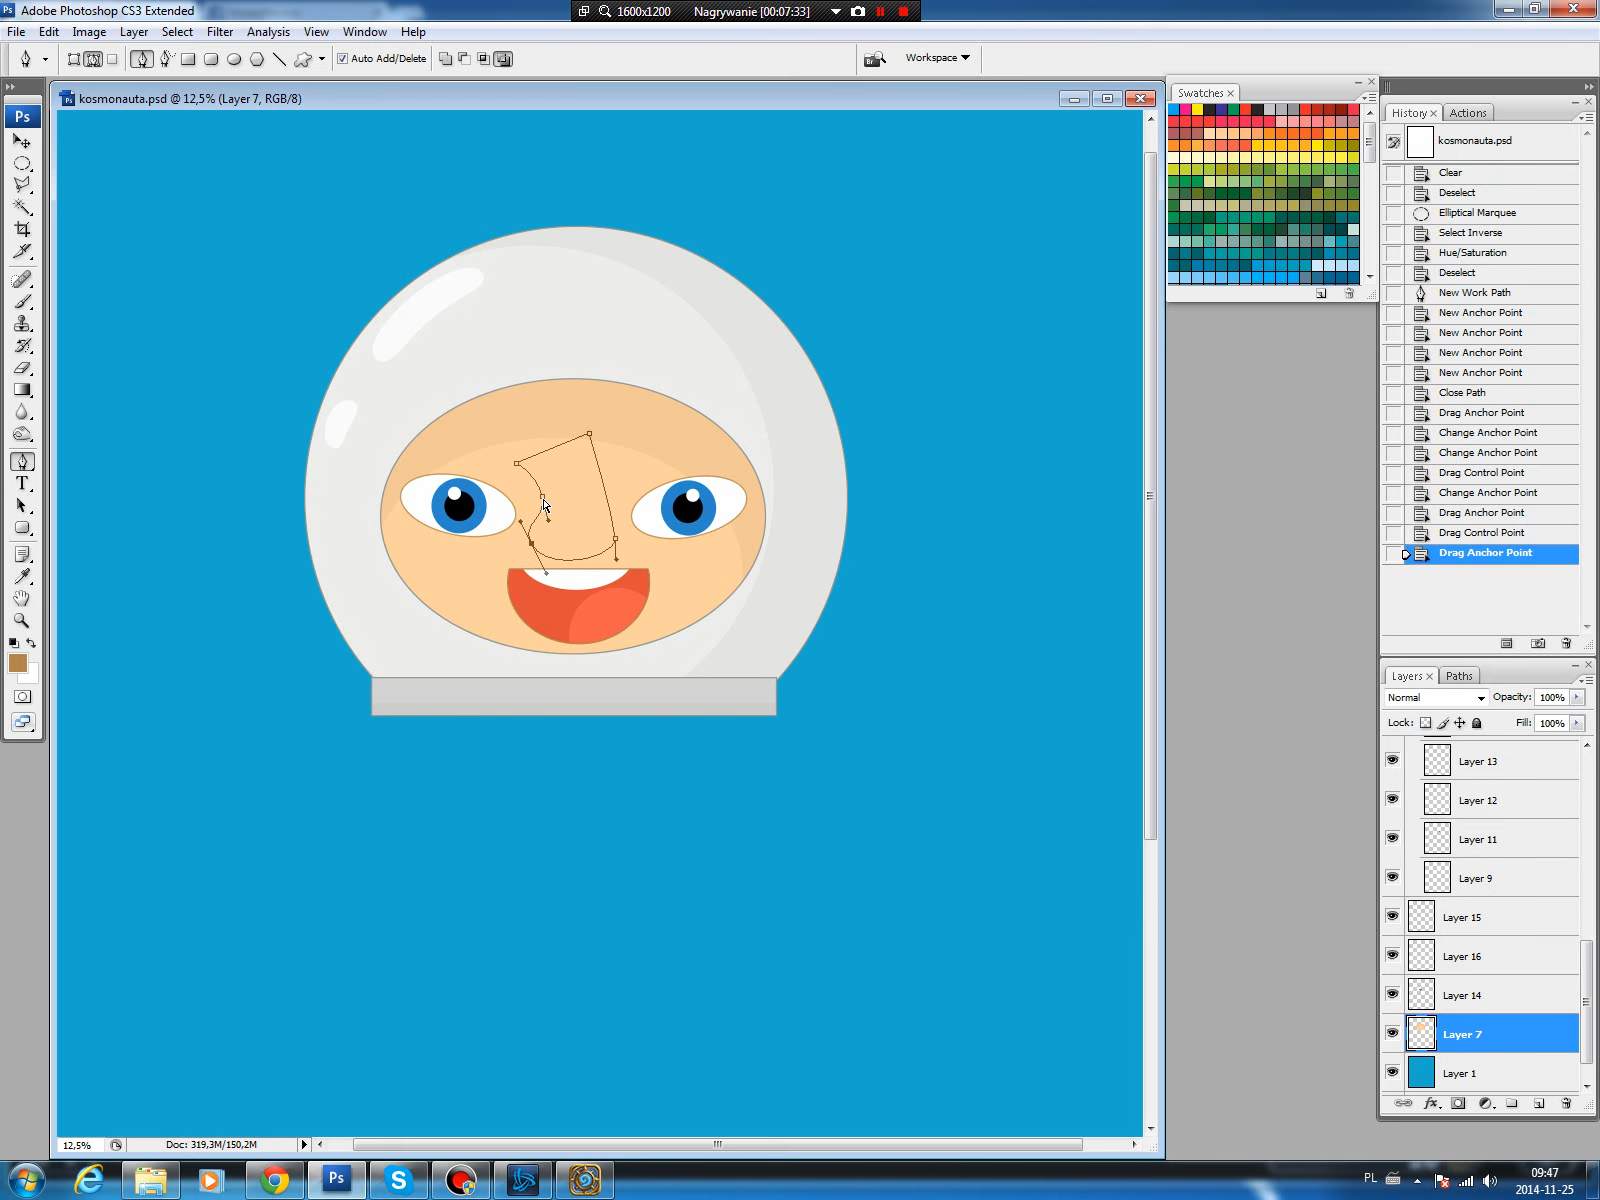 Ps Adobe Photoshop CS3 Extended
1600x1200 Nagrywanie [00:07:33]
File Edit Image Layer Select Filter Analysis View Window Help
Auto Add/Delete
Br Workspace
Ps
kosmonauta.psd @ 12,5% (Layer 7, RGB/8)
Swatches
History
Actions
kosmonauta.psd
Clear
Deselect
Elliptical Marquee
Select Inverse
Hue/Saturation
Deselect
New Work Path
New Anchor Point
New Anchor Point
New Anchor Point
New Anchor Point
Close Path
Drag Anchor Point
Change Anchor Point
Change Anchor Point
Drag Control Point
Change Anchor Point
Drag Anchor Point
Drag Control Point
Drag Anchor Point
T
Layers
Paths
Normal Opacity: 100%
Lock: Fill: 100%
Layer 13
Layer 12
Layer 11
Layer 9
Layer 15
Layer 16
Layer 14
Layer 7
Layer 1
fx
12,5% Doc: 319,3M/150,2M
Ps
S
PL
09:47
2014-11-25